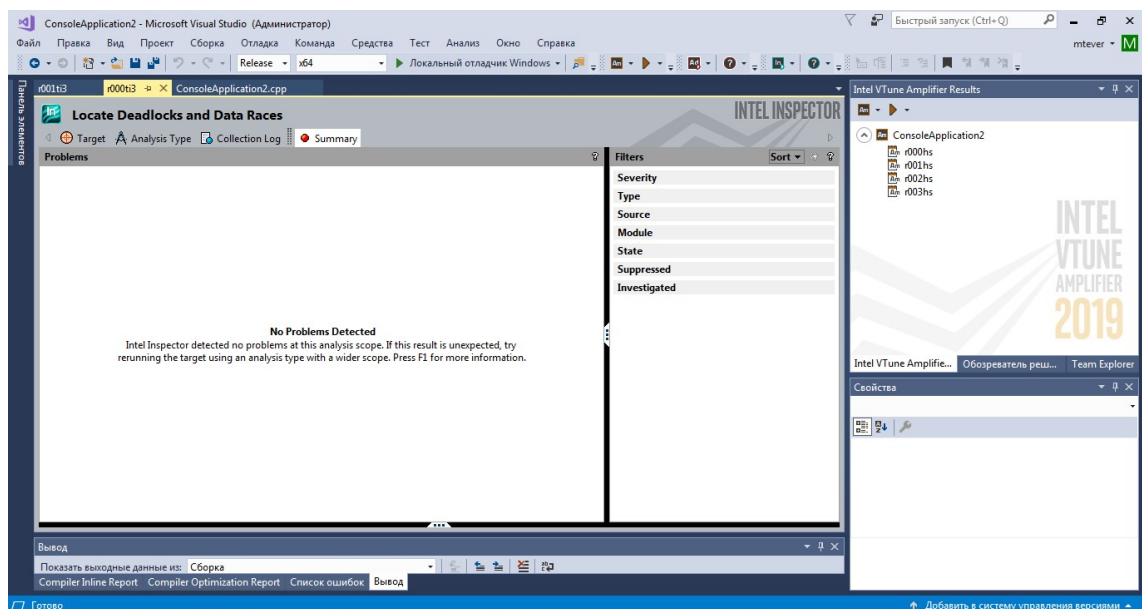 ConsoleApplication2 - Microsoft Visual Studio (Администратор)
Быстрый запуск (Ctrl+Q)
Файл Правка Вид Проект Сборка Отладка Команда Средства Тест Анализ Окно Справка
mtever M
Release x64 Локальный отладчик Windows
Панель элементов
r001ti3 r000ti3 ConsoleApplication2.cpp
Locate Deadlocks and Data Races
INTEL INSPECTOR
Target Analysis Type Collection Log Summary
Problems
Filters Sort
Severity
Type
Source
Module
State
Suppressed
Investigated
No Problems Detected
Intel Inspector detected no problems at this analysis scope. If this result is unexpected, try
rerunning the target using an analysis type with a wider scope. Press F1 for more information.
Intel VTune Amplifier Results
ConsoleApplication2
r000hs
r001hs
r002hs
r003hs
INTEL
VTUNE
AMPLIFIER
2019
Intel VTune Amplifie... Обозреватель реш... Team Explorer
Свойства
Вывод
Показать выходные данные из: Сборка
Compiler Inline Report Compiler Optimization Report Список ошибок Вывод
Готово
Добавить в систему управления версиями